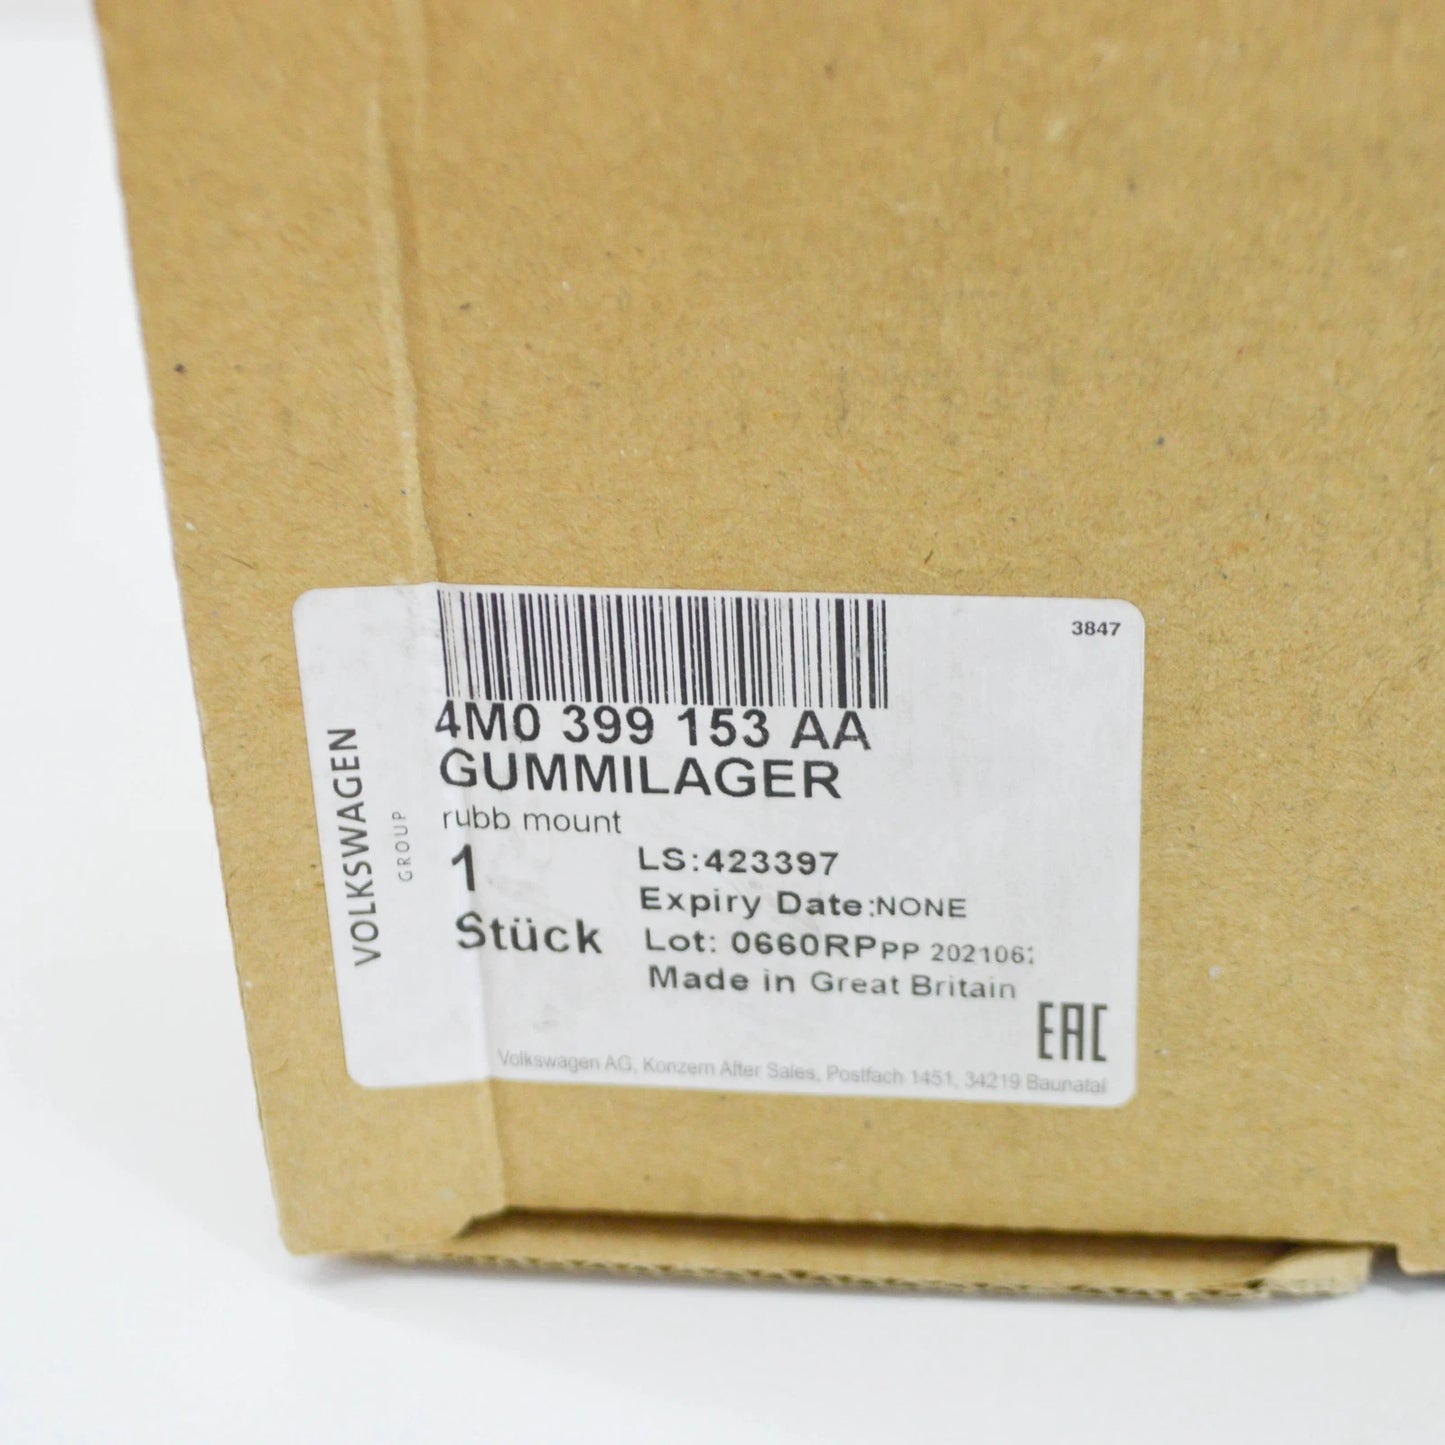 3847
4M0 399 153 AA
GUMMILAGER
rubb mount
1
Stück
LS:423397
Expiry Date:NONE
Lot: 0660RPPP 202106
Made in Great Britain
EAC
Volkswagen AG, Konzern After Sales, Postfach 1451, 34219 Baunatal
VOLKSWAGEN
GROUP